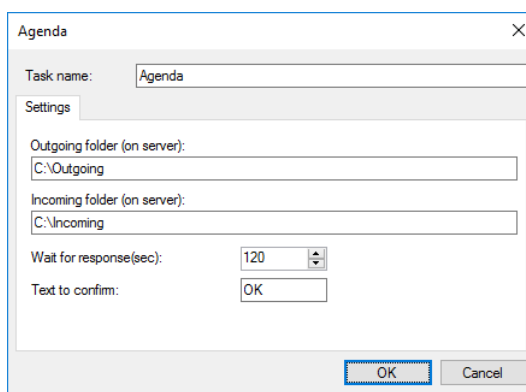 Agenda
Task name: Agenda
Settings
Outgoing folder (on server):
C:\Outgoing
Incoming folder (on server):
C:\Incoming
Wait for response(sec): 120
Text to confirm: OK
OK Cancel